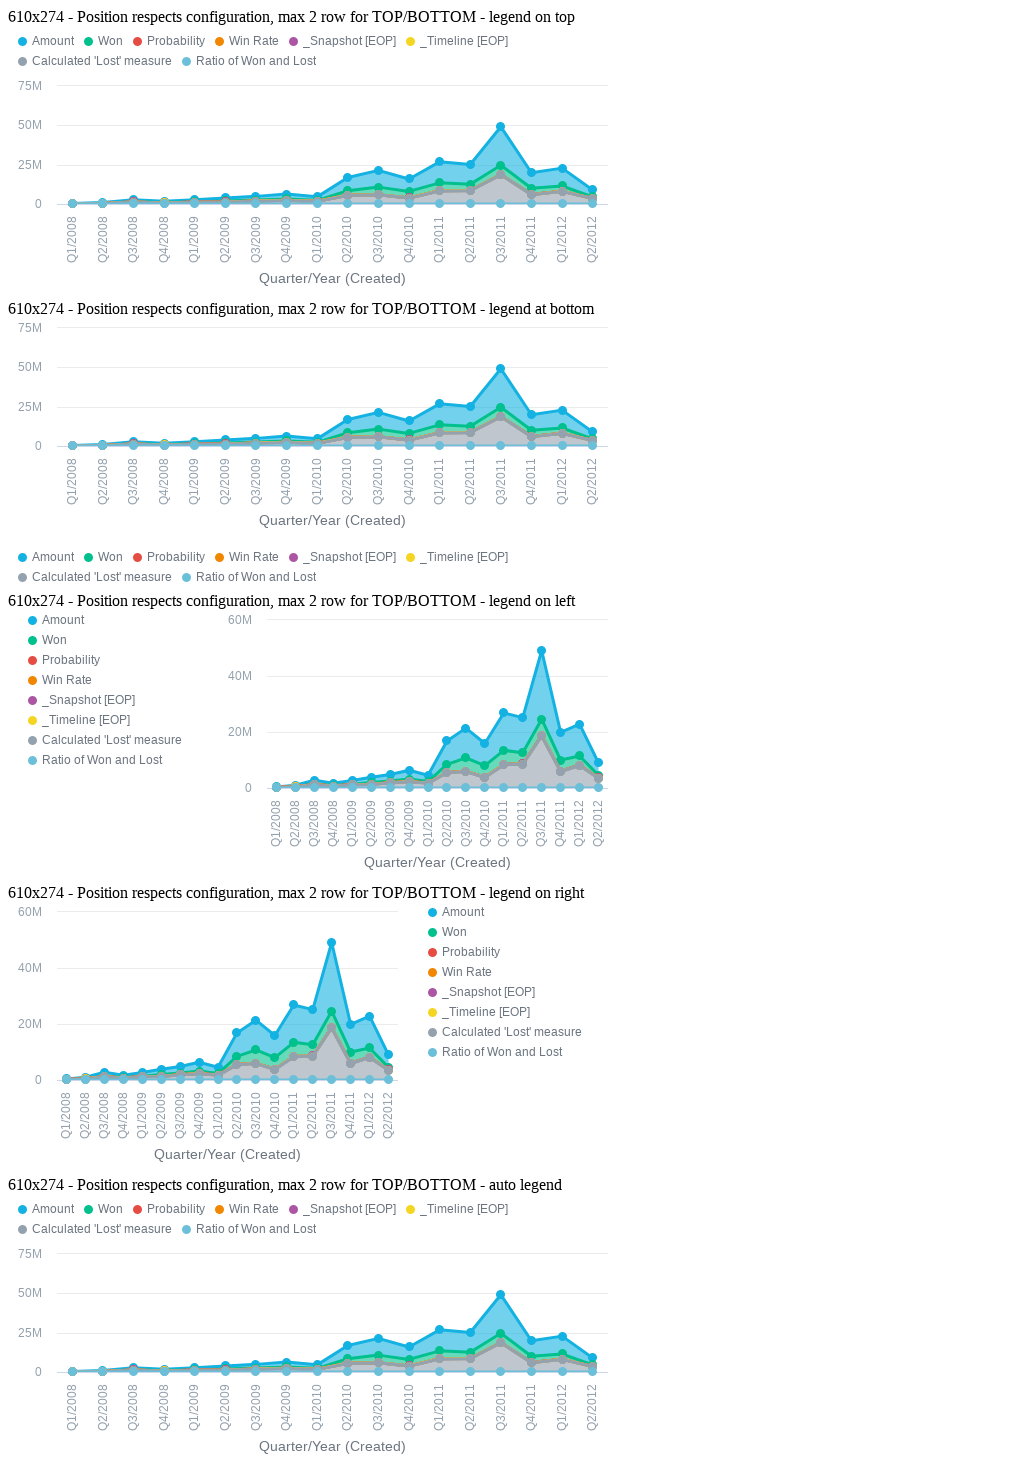 610x274 - Position respects configuration, max 2 row for TOP/BOTTOM - legend on top
Amount Won Probability Win Rate _Snapshot [EOP] _Timeline [EOP]
Calculated 'Lost' measure Ratio of Won and Lost
75M
50M
25M
0
Q1/2008 Q2/2008 Q3/2008 Q4/2008 Q1/2009 Q2/2009 Q3/2009 Q4/2009 Q1/2010 Q2/2010 Q3/2010 Q4/2010 Q1/2011 Q2/2011 Q3/2011 Q4/2011 Q1/2012 Q2/2012
Quarter/Year (Created)
610x274 - Position respects configuration, max 2 row for TOP/BOTTOM - legend at bottom
75M
50M
25M
0
Q1/2008 Q2/2008 Q3/2008 Q4/2008 Q1/2009 Q2/2009 Q3/2009 Q4/2009 Q1/2010 Q2/2010 Q3/2010 Q4/2010 Q1/2011 Q2/2011 Q3/2011 Q4/2011 Q1/2012 Q2/2012
Quarter/Year (Created)
Amount Won Probability Win Rate _Snapshot [EOP] _Timeline [EOP]
Calculated 'Lost' measure Ratio of Won and Lost
610x274 - Position respects configuration, max 2 row for TOP/BOTTOM - legend on left
Amount
Won
Probability
Win Rate
_Snapshot [EOP]
_Timeline [EOP]
Calculated 'Lost' measure
Ratio of Won and Lost
60M
40M
20M
0
Q1/2008 Q2/2008 Q3/2008 Q4/2008 Q1/2009 Q2/2009 Q3/2009 Q4/2009 Q1/2010 Q2/2010 Q3/2010 Q4/2010 Q1/2011 Q2/2011 Q3/2011 Q4/2011 Q1/2012 Q2/2012
Quarter/Year (Created)
610x274 - Position respects configuration, max 2 row for TOP/BOTTOM - legend on right
60M
40M
20M
0
Q1/2008 Q2/2008 Q3/2008 Q4/2008 Q1/2009 Q2/2009 Q3/2009 Q4/2009 Q1/2010 Q2/2010 Q3/2010 Q4/2010 Q1/2011 Q2/2011 Q3/2011 Q4/2011 Q1/2012 Q2/2012
Quarter/Year (Created)
Amount
Won
Probability
Win Rate
_Snapshot [EOP]
_Timeline [EOP]
Calculated 'Lost' measure
Ratio of Won and Lost
610x274 - Position respects configuration, max 2 row for TOP/BOTTOM - auto legend
Amount Won Probability Win Rate _Snapshot [EOP] _Timeline [EOP]
Calculated 'Lost' measure Ratio of Won and Lost
75M
50M
25M
0
Q1/2008 Q2/2008 Q3/2008 Q4/2008 Q1/2009 Q2/2009 Q3/2009 Q4/2009 Q1/2010 Q2/2010 Q3/2010 Q4/2010 Q1/2011 Q2/2011 Q3/2011 Q4/2011 Q1/2012 Q2/2012
Quarter/Year (Created)